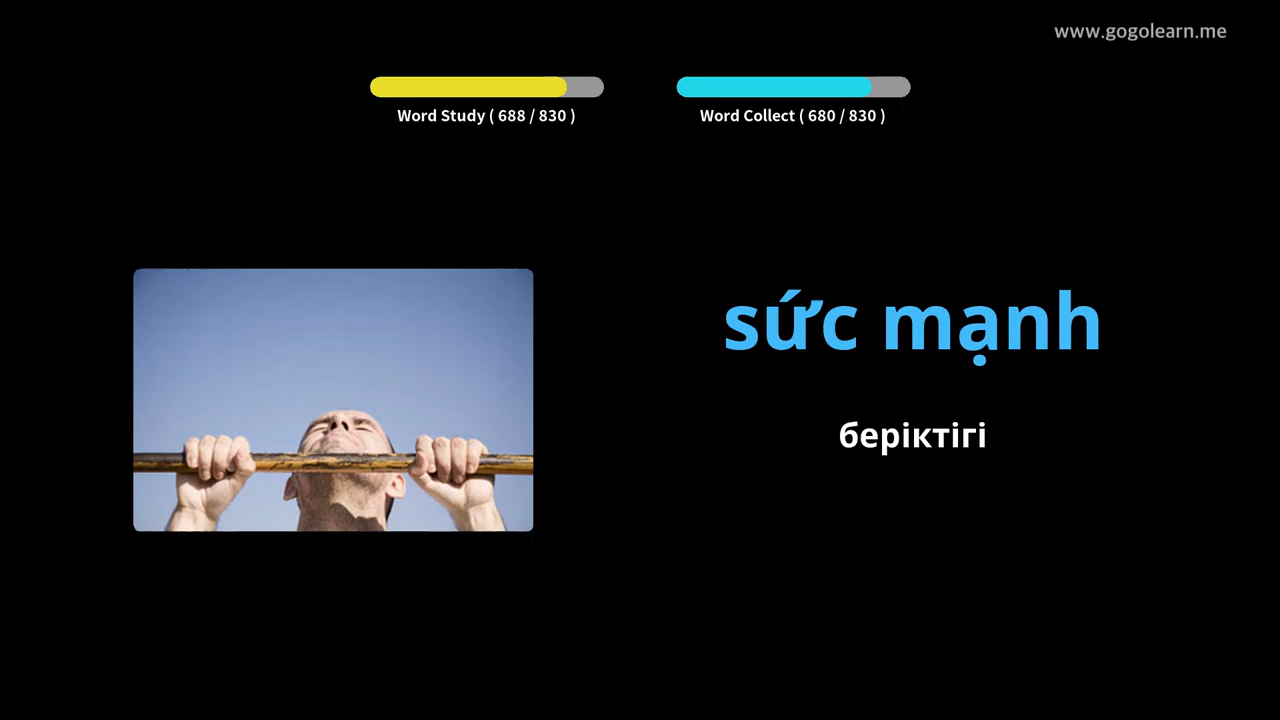 www.gogolearn.me
Word Study ( 688 / 830 )
Word Collect ( 680 / 830 )
sức mạnh
беріктігі